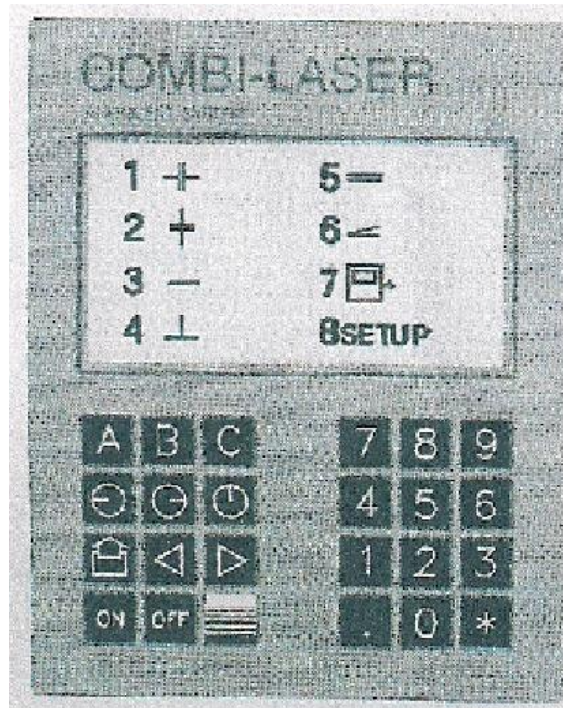 COMBI-LASER
1 5
2 6
3 7
4 8SETUP
A B C 7 8 9
4 5 6
1 2 3
ON OFF . 0 *